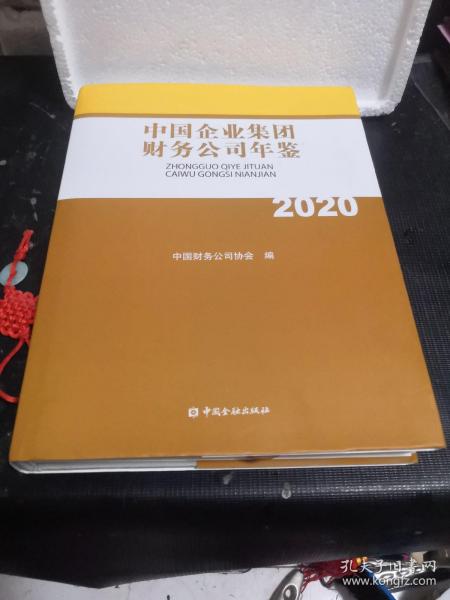 中国企业集团
财务公司年鉴
ZHONGGUO QIYE JITUAN
CAIWU GONGSI NIANJIAN
2020
中国财务公司协会 编
中国金融出版社
孔夫子旧书网
www.kongfz.com